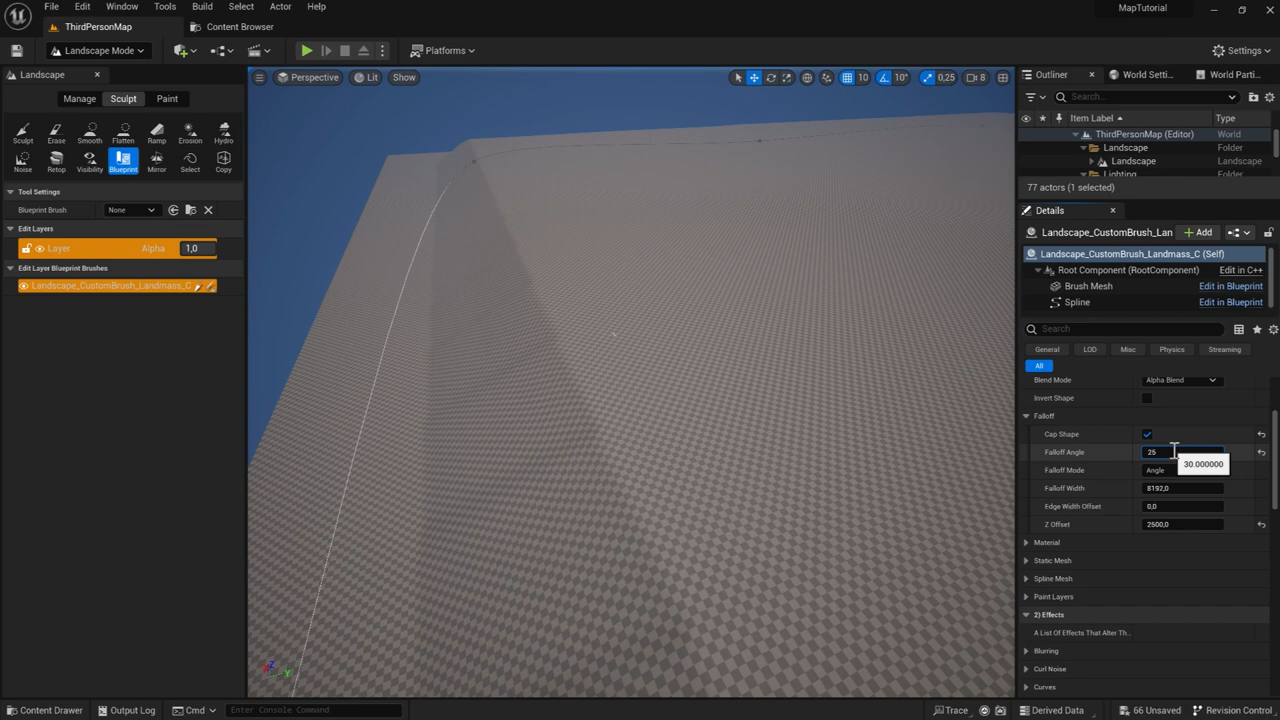 File Edit Window Tools Build Select Actor Help
MapTutorial
ThirdPersonMap Content Browser
Landscape Mode Platforms Settings
Landscape
Manage Sculpt Paint
Sculpt Erase Smooth Flatten Ramp Erosion Hydro
Noise Retop Visibility Blueprint Mirror Select Copy
Tool Settings
Blueprint Brush None
Edit Layers
Layer Alpha 1,0
Edit Layer Blueprint Brushes
Landscape_CustomBrush_Landmass_C
Perspective Lit Show
10 10° 0,25 8
Z
Y
Outliner World Setti... World Parti...
Search...
Item Label Type
ThirdPersonMap (Editor) World
Landscape Folder
Landscape Landscape
Lighting Folder
77 actors (1 selected)
Details
Landscape_CustomBrush_Lan Add
Landscape_CustomBrush_Landmass_C (Self)
Root Component (RootComponent) Edit in C++
Brush Mesh Edit in Blueprint
Spline Edit in Blueprint
Search
General LOD Misc Physics Streaming
All
Blend Mode Alpha Blend
Invert Shape
Falloff
Cap Shape
Falloff Angle 25
30.000000
Falloff Mode Angle
Falloff Width 8192,0
Edge Width Offset 0,0
Z Offset 2500,0
Material
Static Mesh
Spline Mesh
Paint Layers
2) Effects
A List Of Effects That Alter Th...
Blurring
Curl Noise
Curves
Content Drawer Output Log Cmd Enter Console Command
Trace Derived Data 66 Unsaved Revision Control